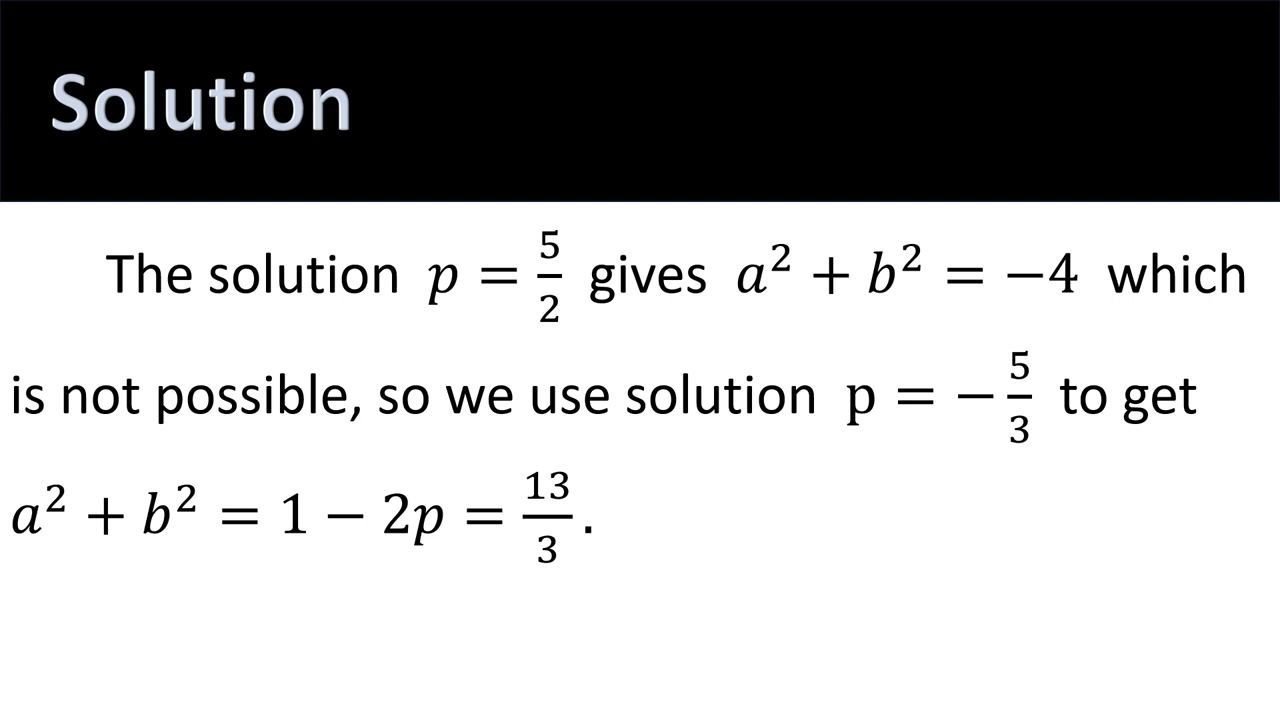 Solution
The solution p = 5/2 gives a² + b² = −4 which
is not possible, so we use solution p = −5/3 to get
a² + b² = 1 − 2p = 13/3.